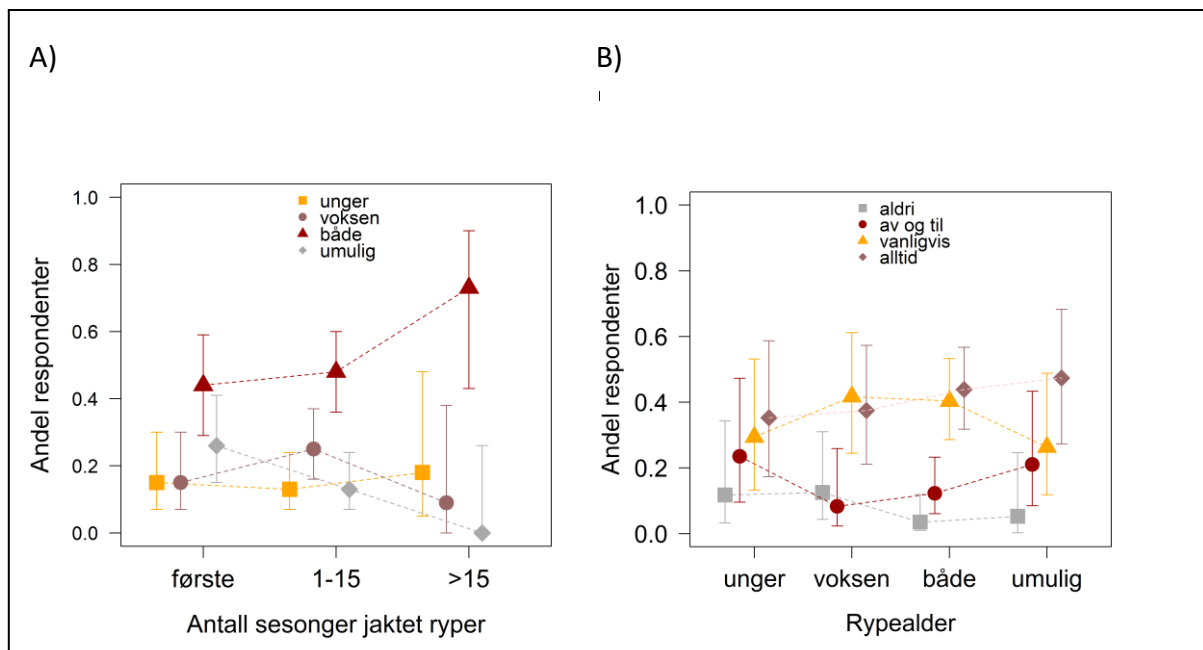 A)
B)
1.0
0.8
0.6
0.4
0.2
0.0
Andel respondenter
unger
voksen
både
umulig
første
1-15
>15
Antall sesonger jaktet ryper
1.0
0.8
0.6
0.4
0.2
0.0
Andel respondenter
aldri
av og til
vanligvis
alltid
unger
voksen
både
umulig
Rypealder